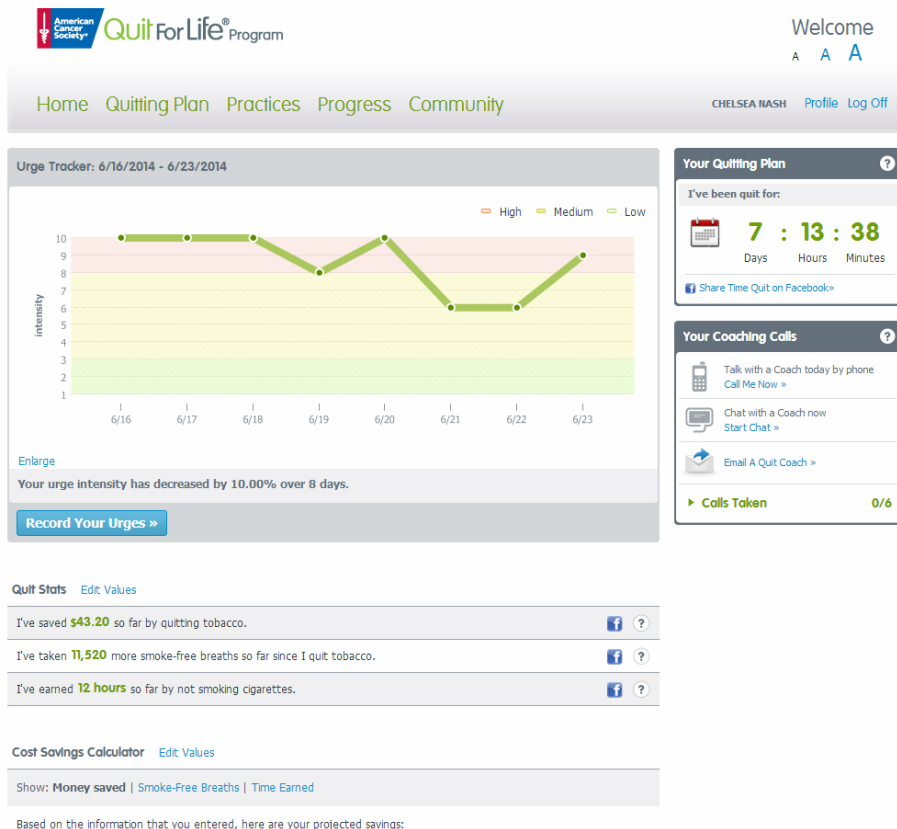 American
Cancer
Society®
Quit For Life® Program
Welcome
A A A
Home Quitting Plan Practices Progress Community
CHELSEA NASH Profile Log Off
Urge Tracker: 6/16/2014 - 6/23/2014
High Medium Low
10
9
8
7
6
5
4
3
2
1
intensity
6/16 6/17 6/18 6/19 6/20 6/21 6/22 6/23
Enlarge
Your urge intensity has decreased by 10.00% over 8 days.
Record Your Urges »
Your Quitting Plan ?
I've been quit for:
7 : 13 : 38
Days Hours Minutes
f Share Time Quit on Facebook»
Your Coaching Calls ?
Talk with a Coach today by phone
Call Me Now »
Chat with a Coach now
Start Chat »
Email A Quit Coach »
Calls Taken 0/6
Quit Stats Edit Values
I've saved $43.20 so far by quitting tobacco. f ?
I've taken 11,520 more smoke-free breaths so far since I quit tobacco. f ?
I've earned 12 hours so far by not smoking cigarettes. f ?
Cost Savings Calculator Edit Values
Show: Money saved | Smoke-Free Breaths | Time Earned
Based on the information that you entered, here are your projected savings: